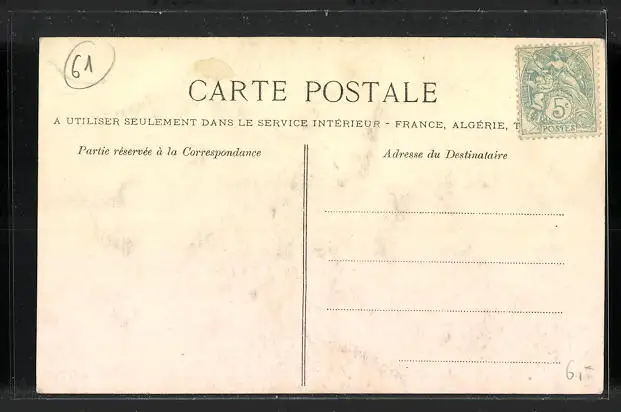 61
CARTE POSTALE
A UTILISER SEULEMENT DANS LE SERVICE INTÉRIEUR - FRANCE, ALGÉRIE, T
Partie réservée à la Correspondance
Adresse du Destinataire
5c
POSTES
6,-